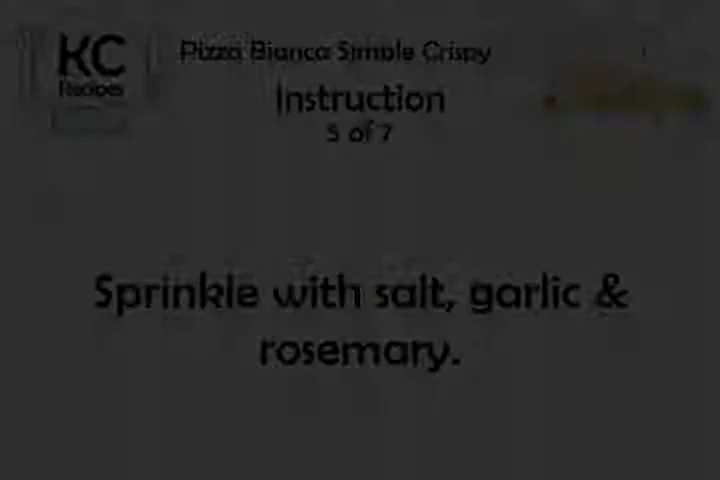 KC
Recipes
Pizza Bianca Simple Crispy
Instruction
5 of 7
Sprinkle with salt, garlic &
rosemary.